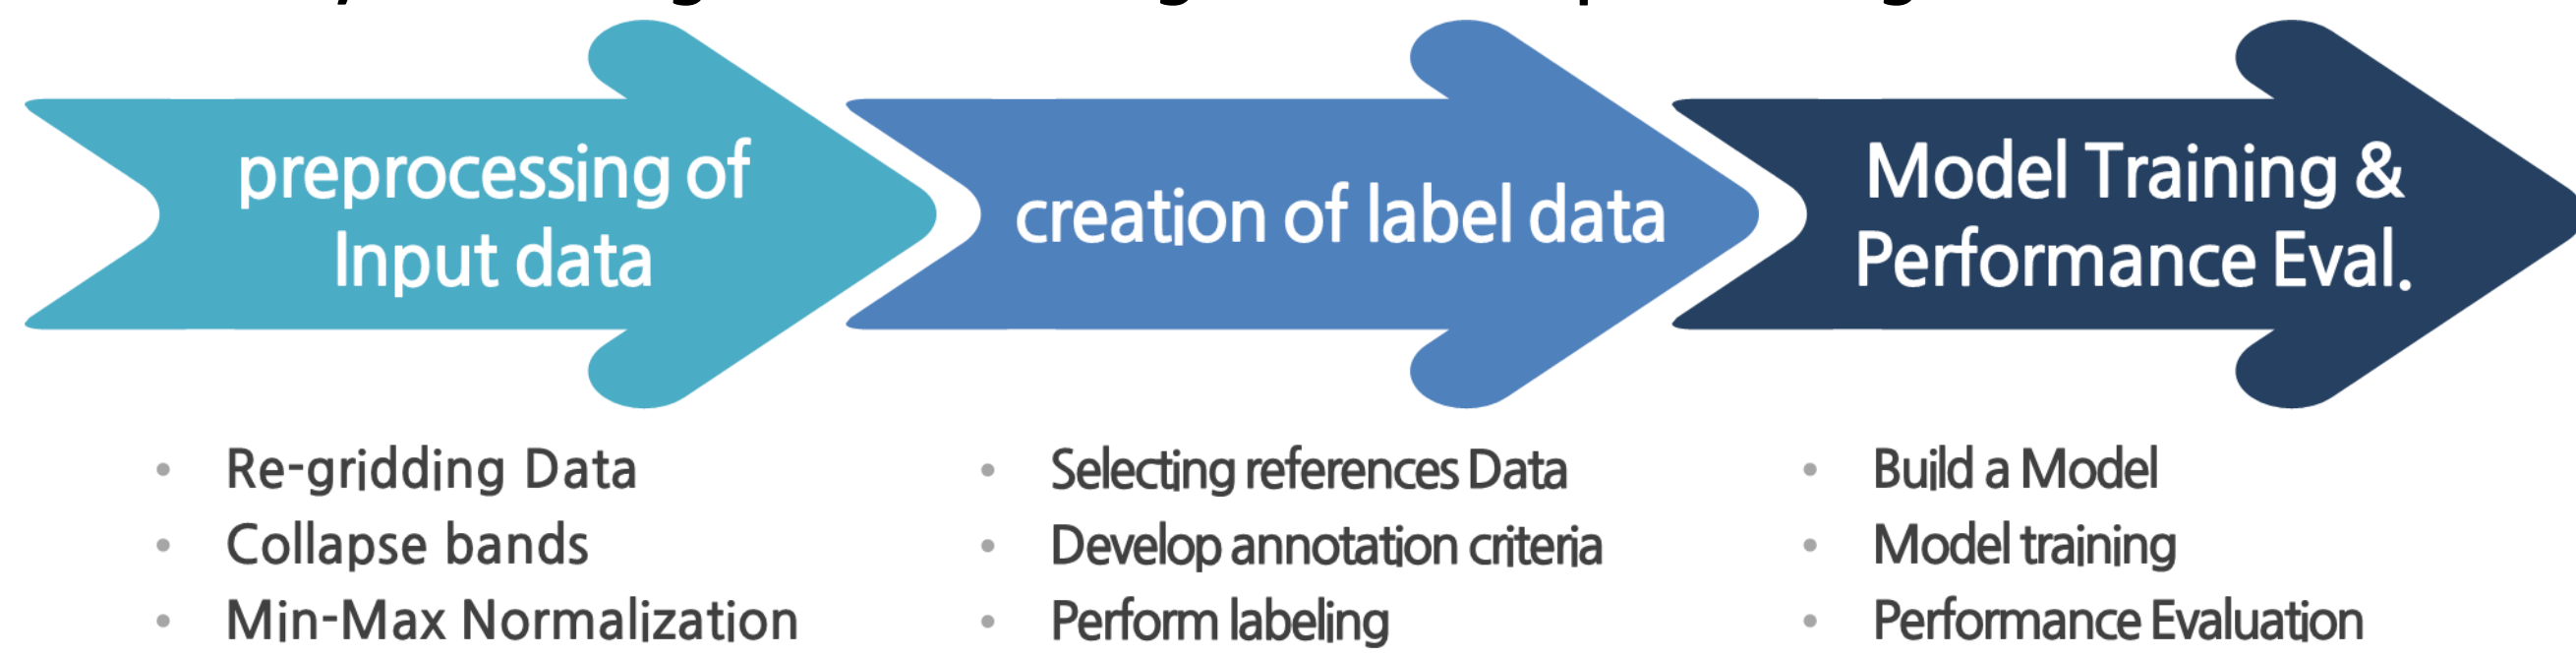 preprocessing of
Input data
creation of label data
Model Training &
Performance Eval.
• Re-gridding Data
• Collapse bands
• Min-Max Normalization
• Selecting references Data
• Develop annotation criteria
• Perform labeling
• Build a Model
• Model training
• Performance Evaluation